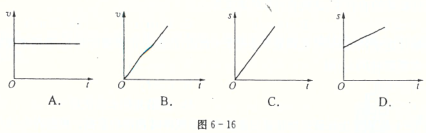 v v s s
O t O t O t O t
A. B. C. D.
图 6-16